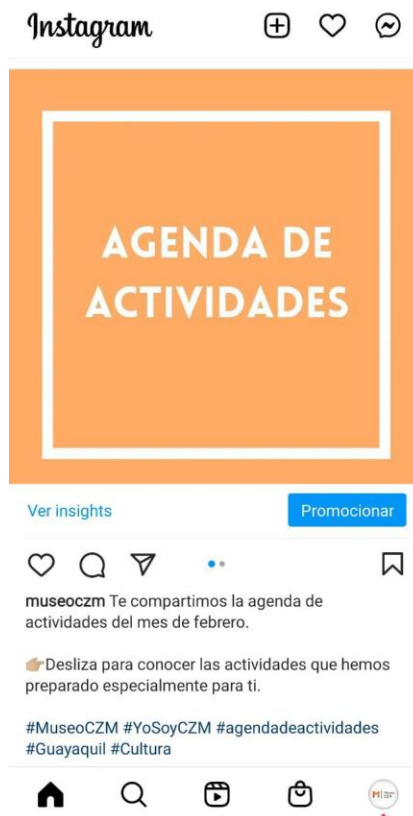 Instagram
AGENDA DE
ACTIVIDADES
Ver insights
Promocionar
museoczm Te compartimos la agenda de
actividades del mes de febrero.
👉🏼Desliza para conocer las actividades que hemos
preparado especialmente para ti.
#MuseoCZM #YoSoyCZM #agendadeactividades
#Guayaquil #Cultura